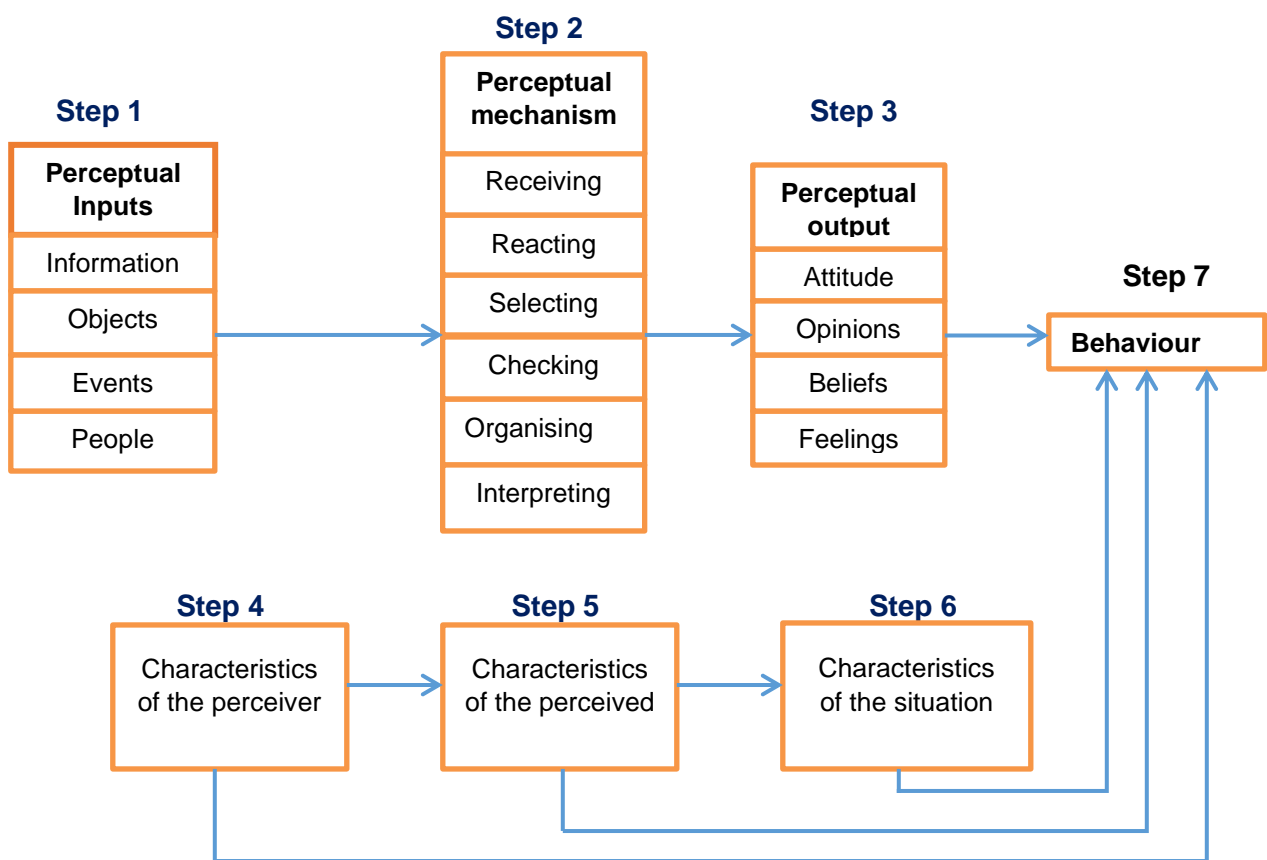 Step 1
Perceptual
Inputs
Information
Objects
Events
People
Step 2
Perceptual
mechanism
Receiving
Reacting
Selecting
Checking
Organising
Interpreting
Step 3
Perceptual
output
Attitude
Opinions
Beliefs
Feelings
Step 7
Behaviour
Step 4
Characteristics
of the perceiver
Step 5
Characteristics
of the perceived
Step 6
Characteristics
of the situation